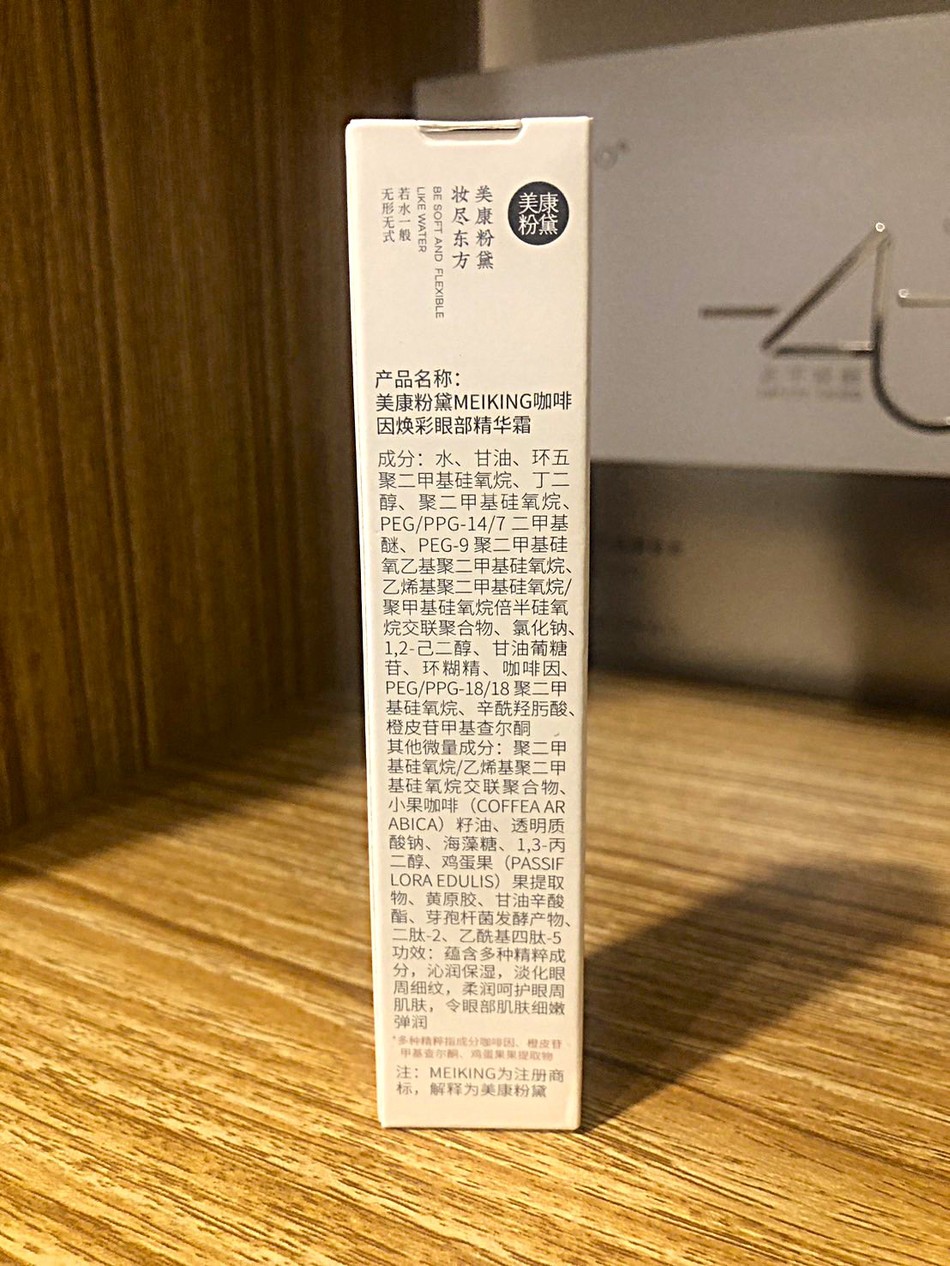 美康
粉黛
美康粉黛
妆尽东方
BE SOFT AND FLEXIBLE
LIKE WATER
若水一般
无形无式
产品名称：
美康粉黛MEIKING咖啡
因焕彩眼部精华霜
成分：水、甘油、环五
聚二甲基硅氧烷、丁二
醇、聚二甲基硅氧烷、
PEG/PPG-14/7 二甲基
醚、PEG-9 聚二甲基硅
氧乙基聚二甲基硅氧烷、
乙烯基聚二甲基硅氧烷/
聚甲基硅氧烷倍半硅氧
烷交联聚合物、氯化钠、
1,2-己二醇、甘油葡糖
苷、环糊精、咖啡因、
PEG/PPG-18/18 聚二甲
基硅氧烷、辛酰羟肟酸、
橙皮苷甲基查尔酮
其他微量成分：聚二甲
基硅氧烷/乙烯基聚二甲
基硅氧烷交联聚合物、
小果咖啡（COFFEA AR
ABICA）籽油、透明质
酸钠、海藻糖、1,3-丙
二醇、鸡蛋果（PASSIF
LORA EDULIS）果提取
物、黄原胶、甘油辛酸
酯、芽孢杆菌发酵产物、
二肽-2、乙酰基四肽-5
功效：蕴含多种精粹成
分，沁润保湿，淡化眼
周细纹，柔润呵护眼周
肌肤，令眼部肌肤细嫩
弹润
*多种精粹指成分咖啡因、橙皮苷
甲基查尔酮、鸡蛋果果提取物
注：MEIKING为注册商
标，解释为美康粉黛